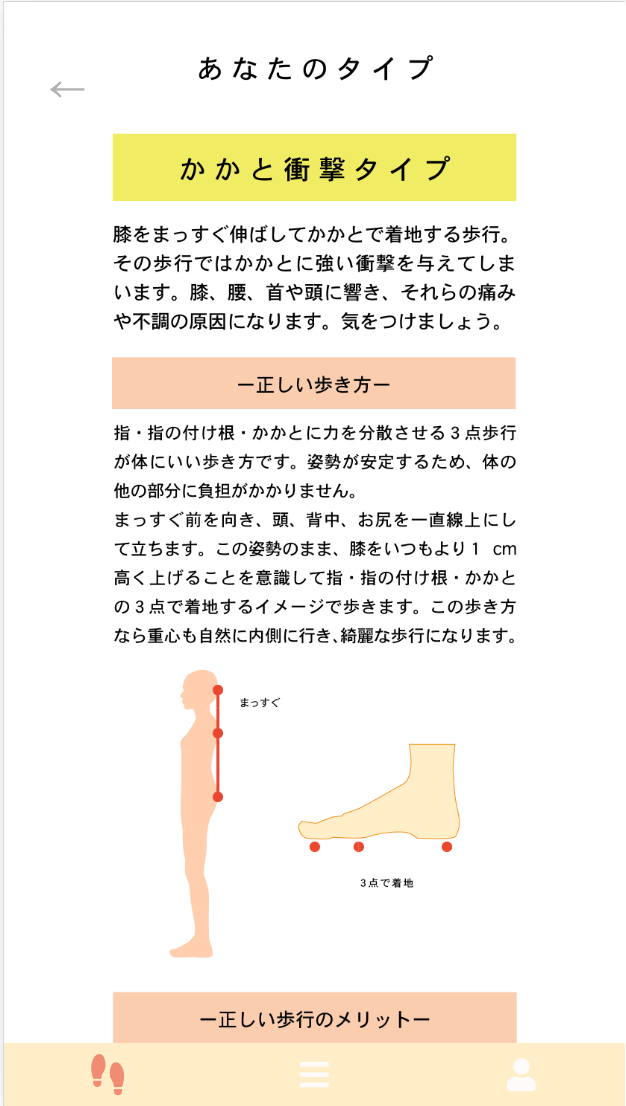 あなたのタイプ
かかと衝撃タイプ
膝をまっすぐ伸ばしてかかとで着地する歩行。
その歩行ではかかとに強い衝撃を与えてしま
います。膝、腰、首や頭に響き、それらの痛み
や不調の原因になります。気をつけましょう。
ー正しい歩き方ー
指・指の付け根・かかとに力を分散させる３点歩行
が体にいい歩き方です。姿勢が安定するため、体の
他の部分に負担がかかりません。
まっすぐ前を向き、頭、背中、お尻を一直線上にし
て立ちます。この姿勢のまま、膝をいつもより１ cm
高く上げることを意識して指・指の付け根・かかと
の３点で着地するイメージで歩きます。この歩き方
なら重心も自然に内側に行き、綺麗な歩行になります。
まっすぐ
３点で着地
ー正しい歩行のメリットー